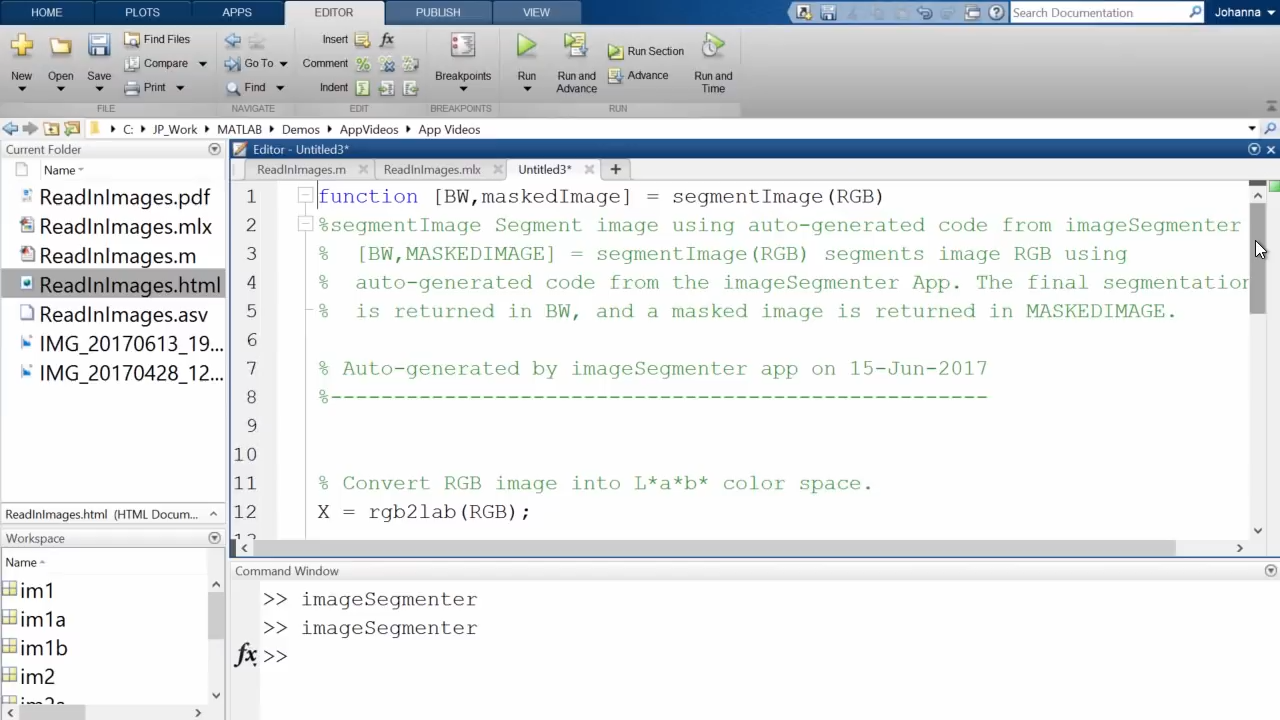 HOME PLOTS APPS EDITOR PUBLISH VIEW Search Documentation Johanna
New Open Save Find Files Compare Print
Insert fx
Comment
Indent
Go To
Find
Breakpoints
Run
Run and Advance
Run Section
Advance
Run and Time
FILE NAVIGATE EDIT BREAKPOINTS RUN
C: JP_Work MATLAB Demos AppVideos App Videos
Current Folder
Name
ReadInImages.pdf
ReadInImages.mlx
ReadInImages.m
ReadInImages.html
ReadInImages.asv
IMG_20170613_19...
IMG_20170428_12...
ReadInImages.html (HTML Docum...
Workspace
Name
im1
im1a
im1b
im2
Editor - Untitled3*
ReadInImages.m ReadInImages.mlx Untitled3* +
1 function [BW,maskedImage] = segmentImage(RGB)
2 %segmentImage Segment image using auto-generated code from imageSegmenter
3 % [BW,MASKEDIMAGE] = segmentImage(RGB) segments image RGB using
4 % auto-generated code from the imageSegmenter App. The final segmentation
5 % is returned in BW, and a masked image is returned in MASKEDIMAGE.
6
7 % Auto-generated by imageSegmenter app on 15-Jun-2017
8 %----------------------------------------------------
9
10
11 % Convert RGB image into L*a*b* color space.
12 X = rgb2lab(RGB);
Command Window
>> imageSegmenter
>> imageSegmenter
fx >>